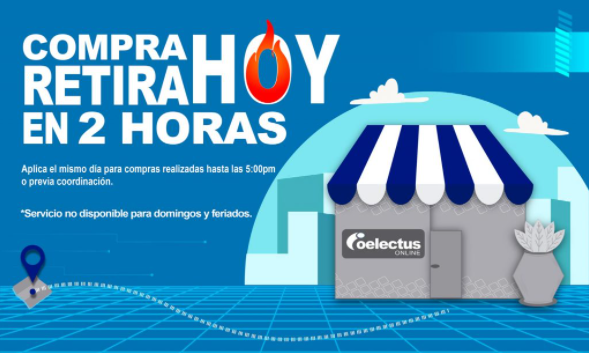 COMPRA HOY
RETIRA
EN 2 HORAS
Aplica el mismo día para compras realizadas hasta las 5:00pm
o previa coordinación.
*Servicio no disponible para domingos y feriados.
oelectus
ONLINE